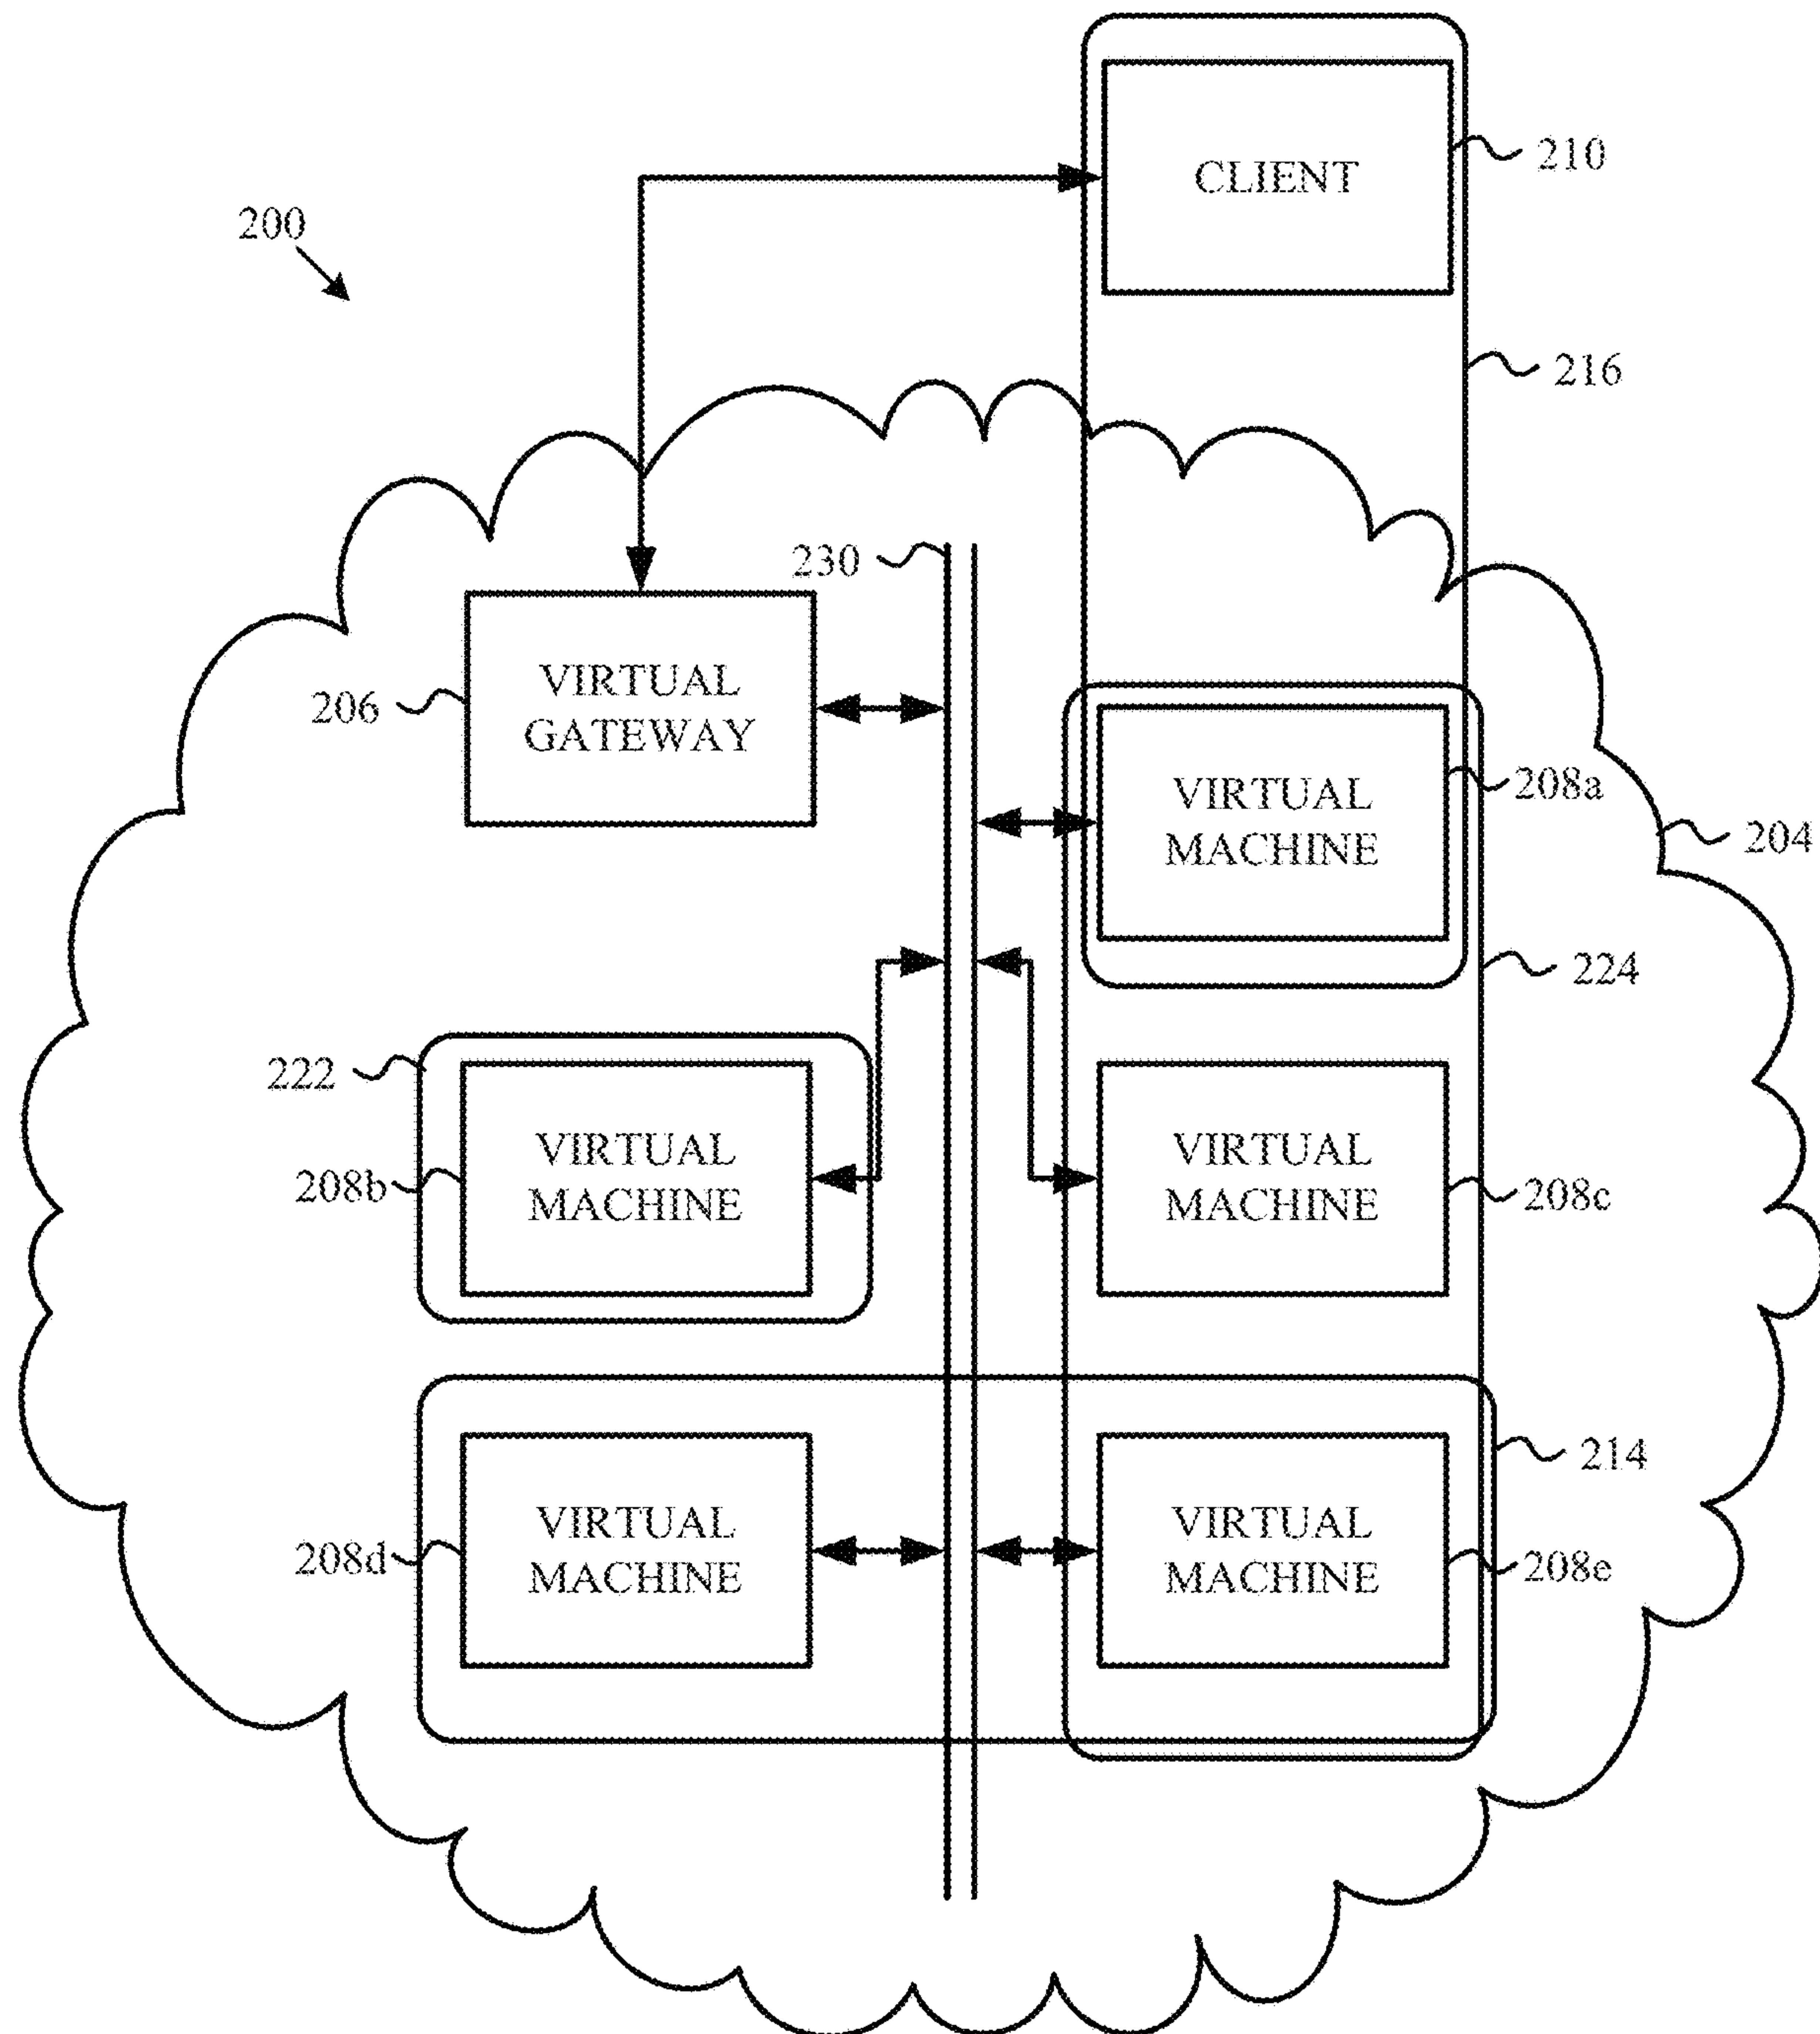 210
CLIENT
200
216
230
VIRTUAL
GATEWAY
206
VIRTUAL
MACHINE
208a
204
224
222
VIRTUAL
MACHINE
208b
VIRTUAL
MACHINE
208c
214
VIRTUAL
MACHINE
208d
VIRTUAL
MACHINE
208e